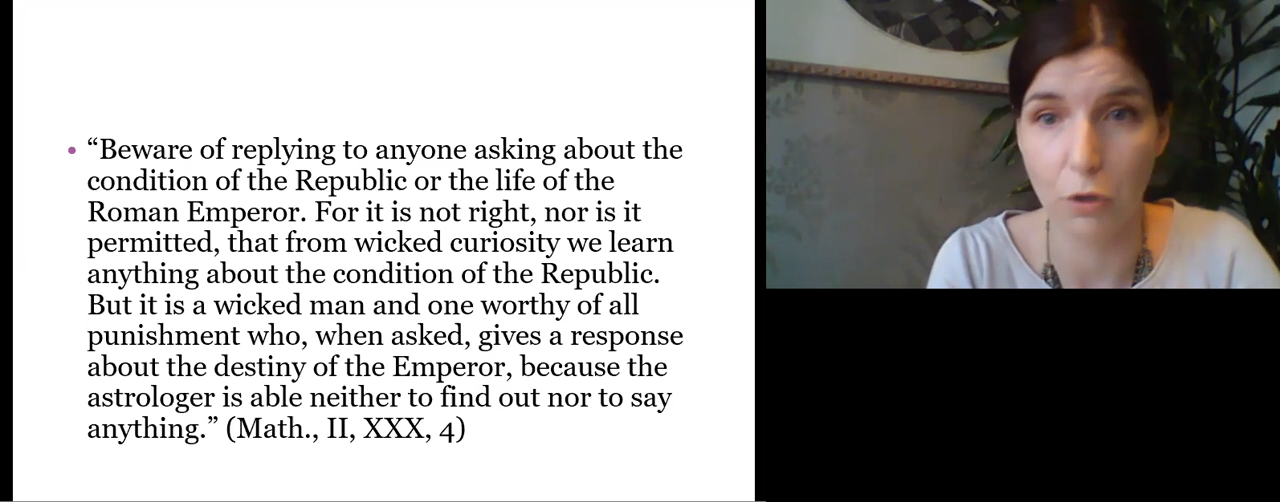 • “Beware of replying to anyone asking about the
condition of the Republic or the life of the
Roman Emperor. For it is not right, nor is it
permitted, that from wicked curiosity we learn
anything about the condition of the Republic.
But it is a wicked man and one worthy of all
punishment who, when asked, gives a response
about the destiny of the Emperor, because the
astrologer is able neither to find out nor to say
anything.” (Math., II, XXX, 4)